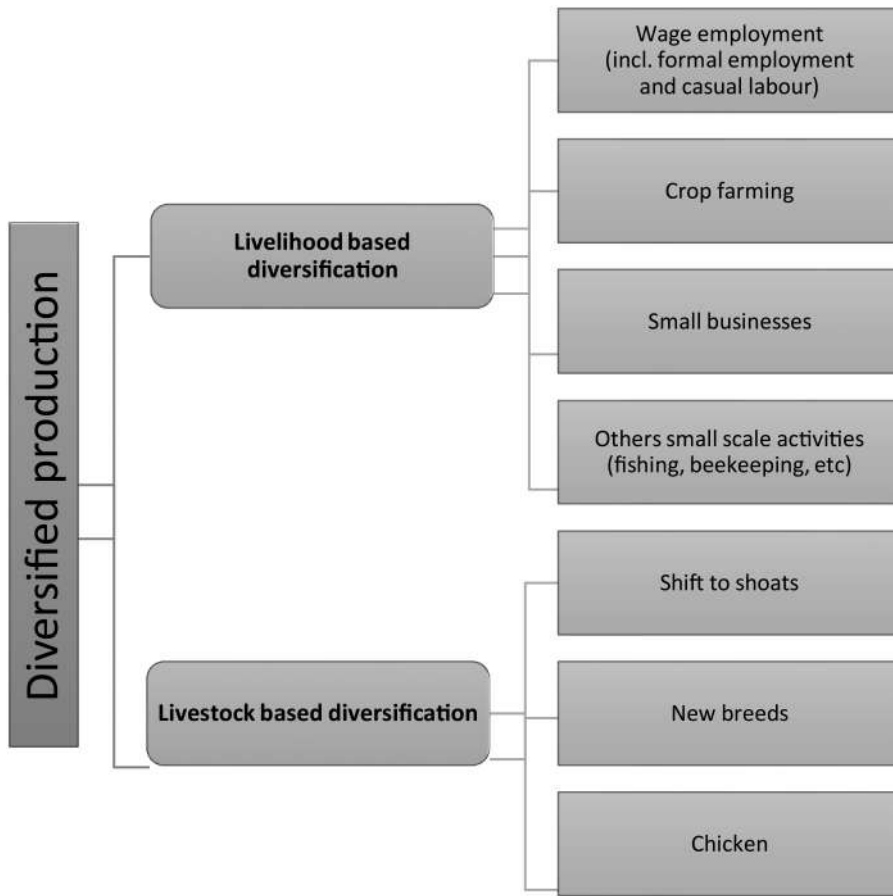 Diversified production
Livelihood based
diversification
Wage employment
(incl. formal employment
and casual labour)
Crop farming
Small businesses
Others small scale activities
(fishing, beekeeping, etc)
Livestock based diversification
Shift to shoats
New breeds
Chicken